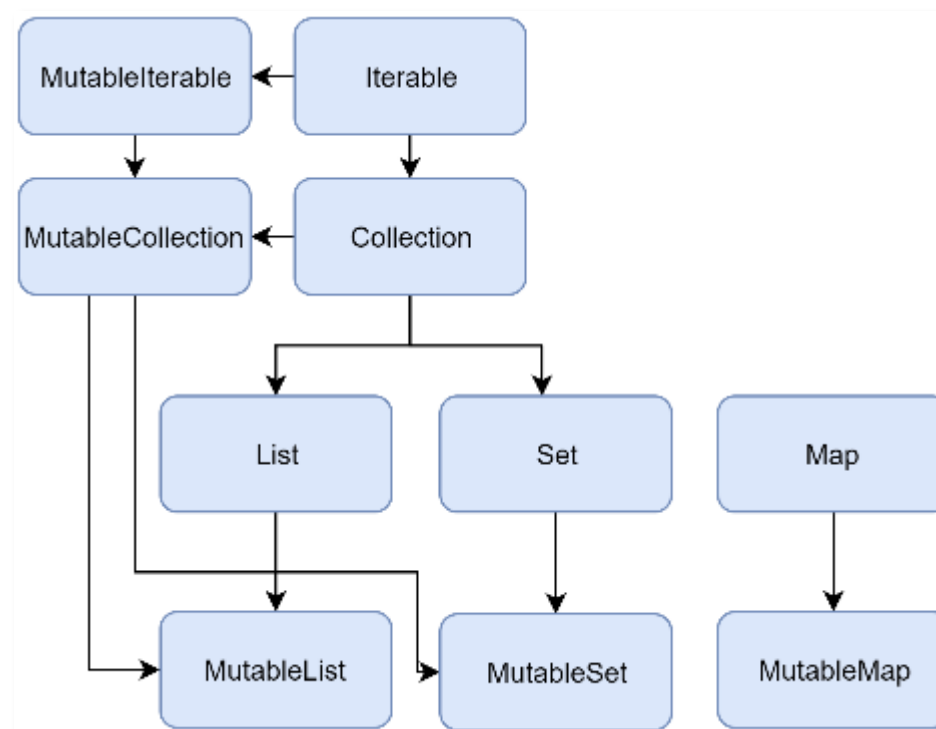 MutableIterable
Iterable
MutableCollection
Collection
List
Set
Map
MutableList
MutableSet
MutableMap